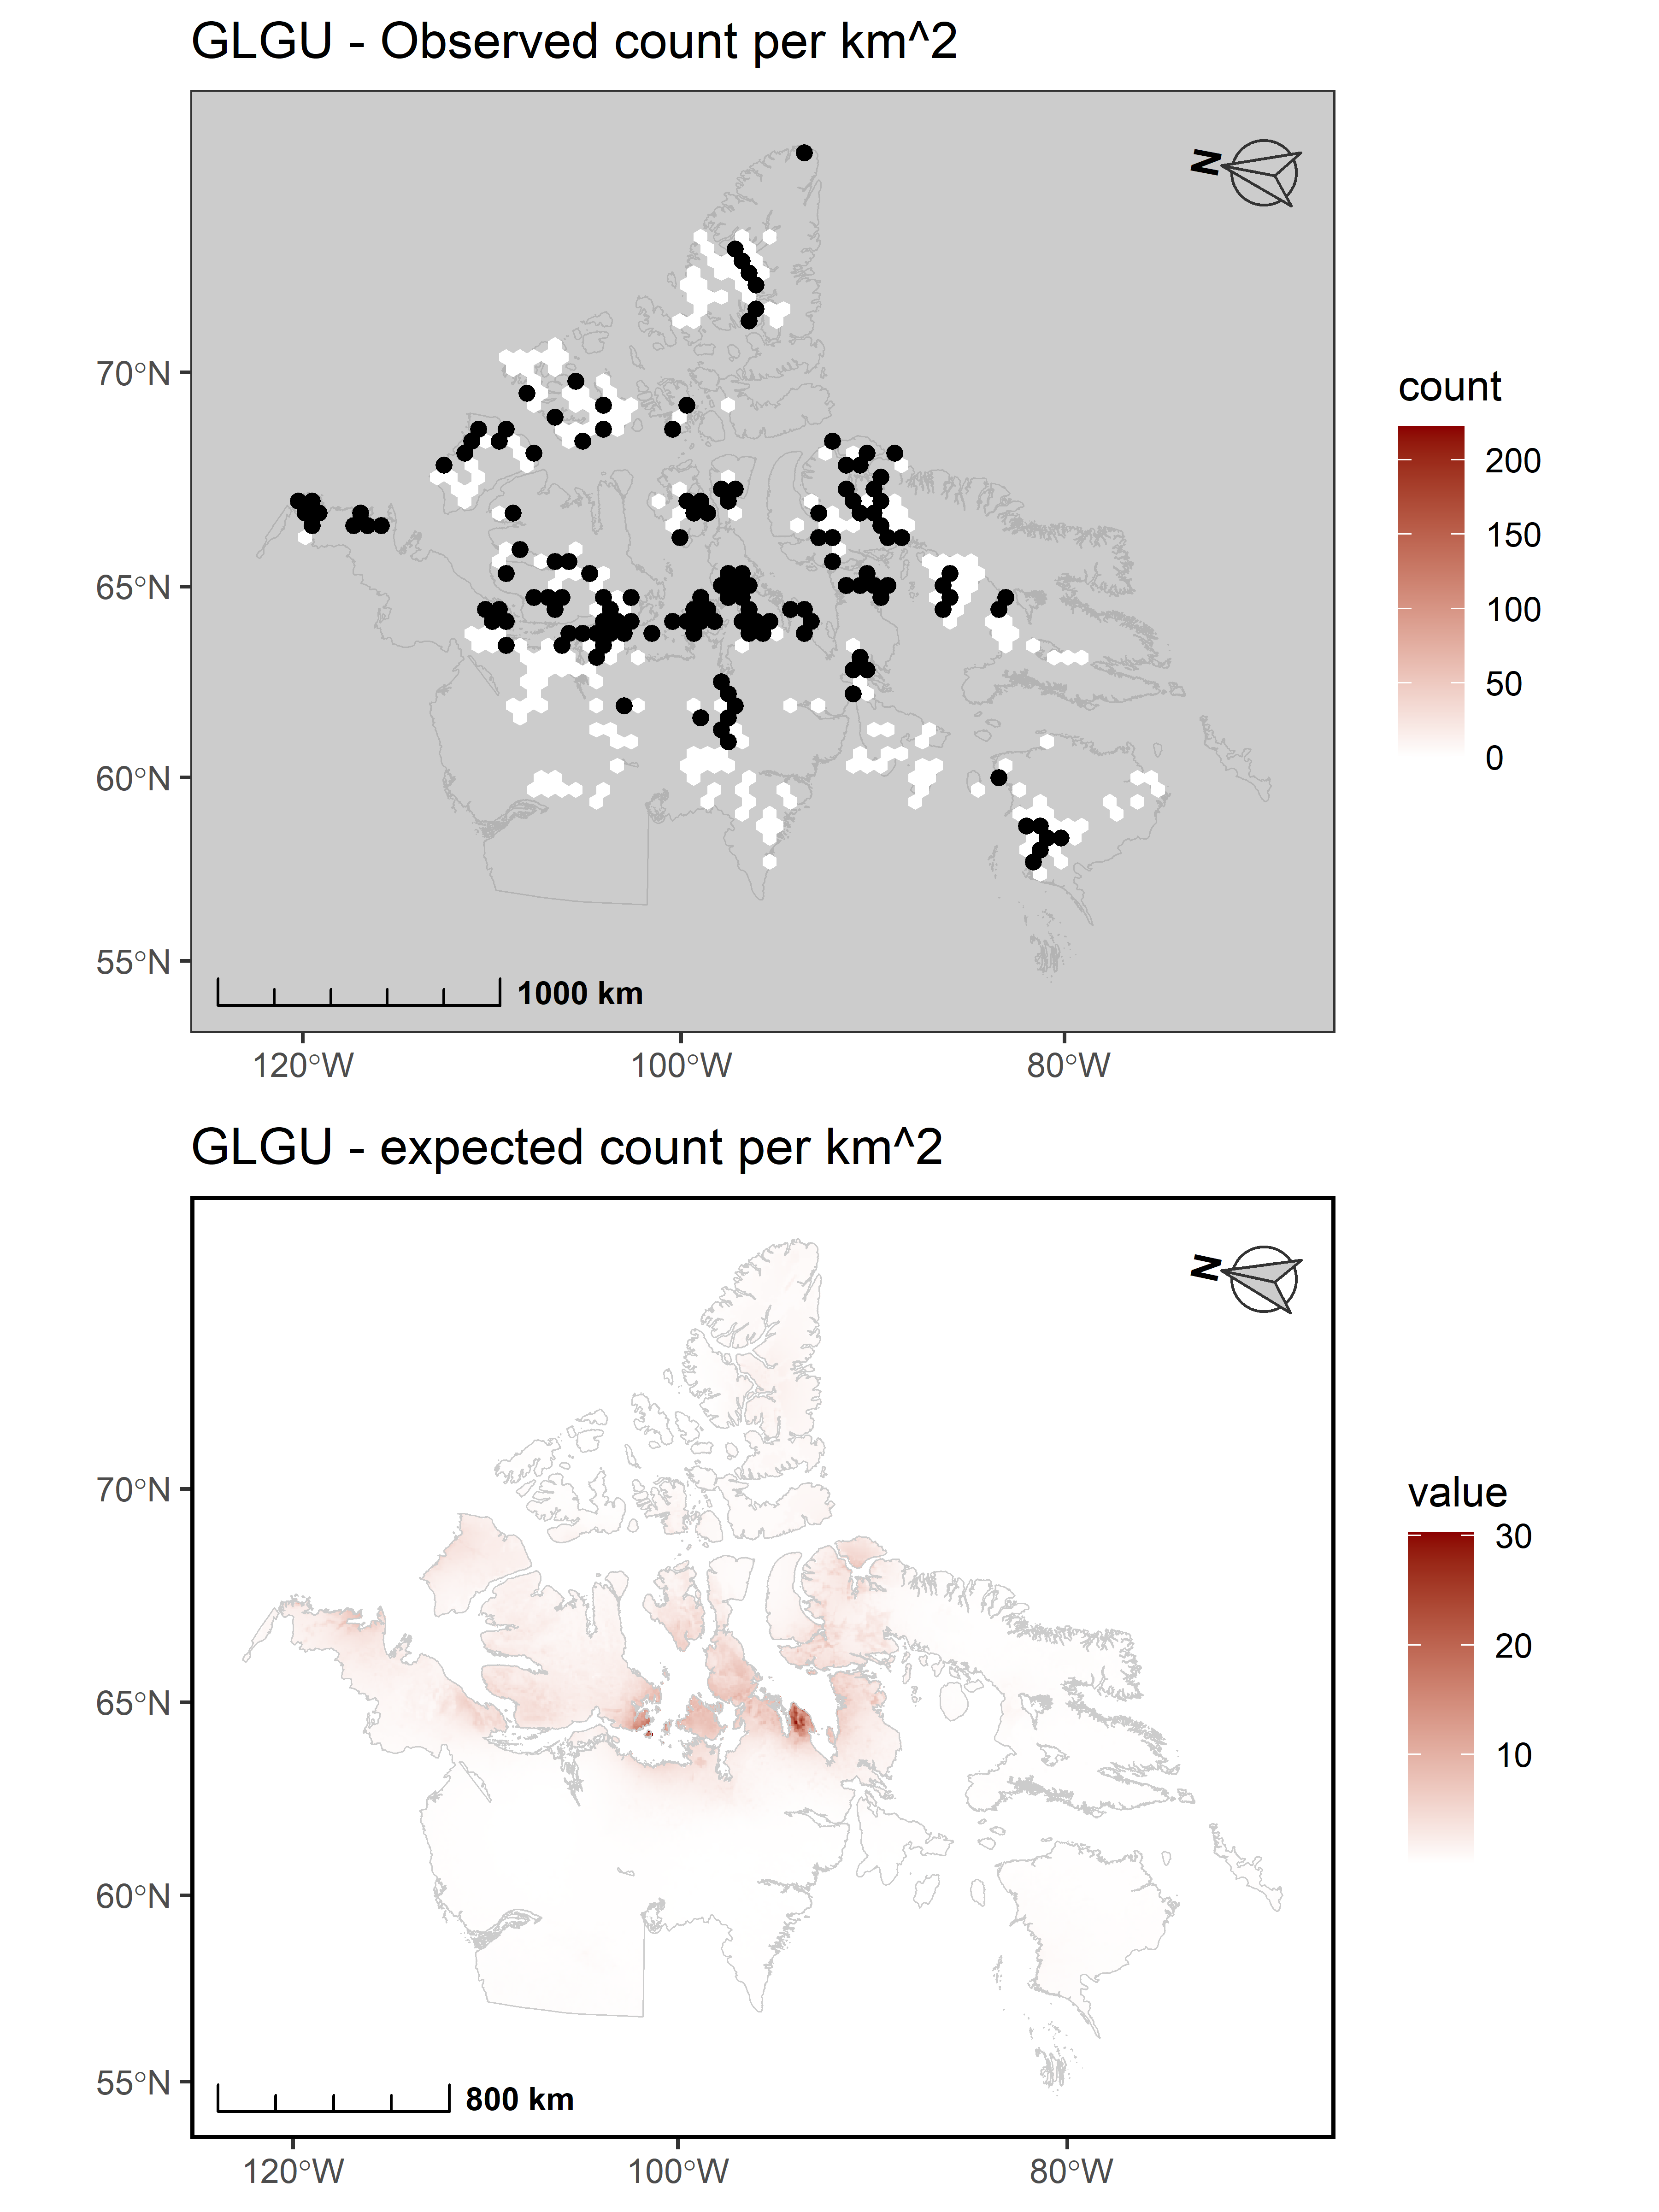 GLGU - Observed count per km^2
N
70°N
65°N
60°N
55°N
1000 km
120°W
100°W
80°W
count
200
150
100
50
0
GLGU - expected count per km^2
N
70°N
65°N
60°N
55°N
800 km
120°W
100°W
80°W
value
30
20
10